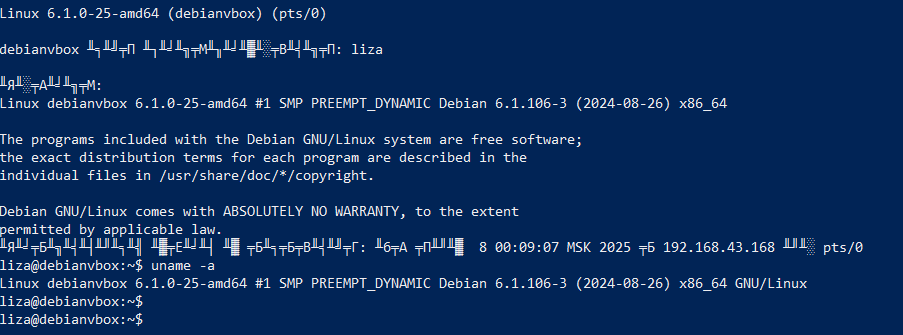 Linux 6.1.0-25-amd64 (debianvbox) (pts/0)
debianvbox : liza
Linux debianvbox 6.1.0-25-amd64 #1 SMP PREEMPT_DYNAMIC Debian 6.1.106-3 (2024-08-26) x86_64
The programs included with the Debian GNU/Linux system are free software;
the exact distribution terms for each program are described in the
individual files in /usr/share/doc/*/copyright.
Debian GNU/Linux comes with ABSOLUTELY NO WARRANTY, to the extent
permitted by applicable law.
8 00:09:07 MSK 2025 192.168.43.168 pts/0
liza@debianvbox:~$ uname -a
Linux debianvbox 6.1.0-25-amd64 #1 SMP PREEMPT_DYNAMIC Debian 6.1.106-3 (2024-08-26) x86_64 GNU/Linux
liza@debianvbox:~$
liza@debianvbox:~$